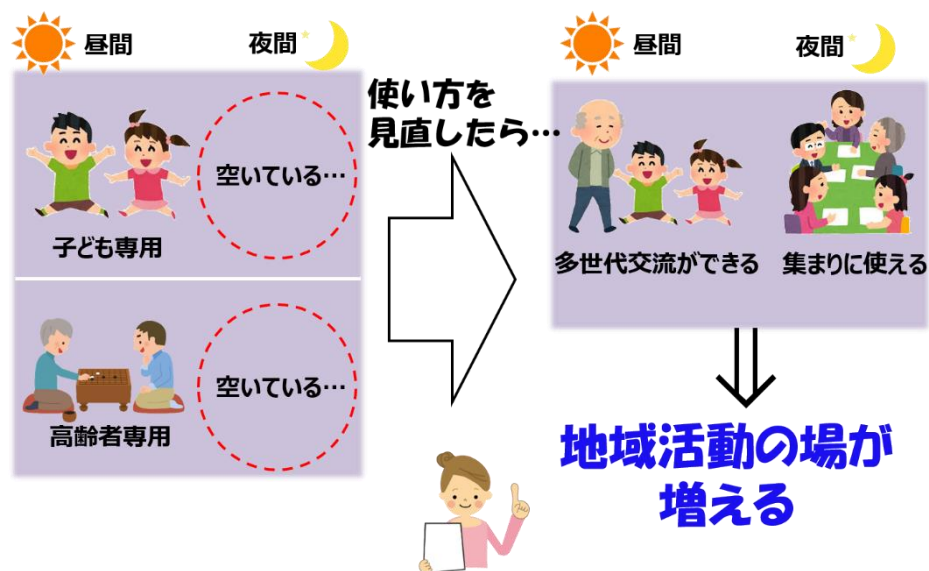 昼間
夜間
空いている…
子ども専用
空いている…
高齢者専用
使い方を
見直したら…
昼間
夜間
多世代交流ができる
集まりに使える
地域活動の場が
増える